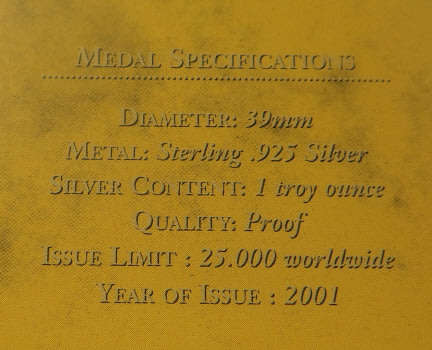 Medal Specifications
Diameter: 39mm
Metal: Sterling .925 Silver
Silver Content: 1 troy ounce
Quality: Proof
Issue Limit : 25.000 worldwide
Year of Issue : 2001